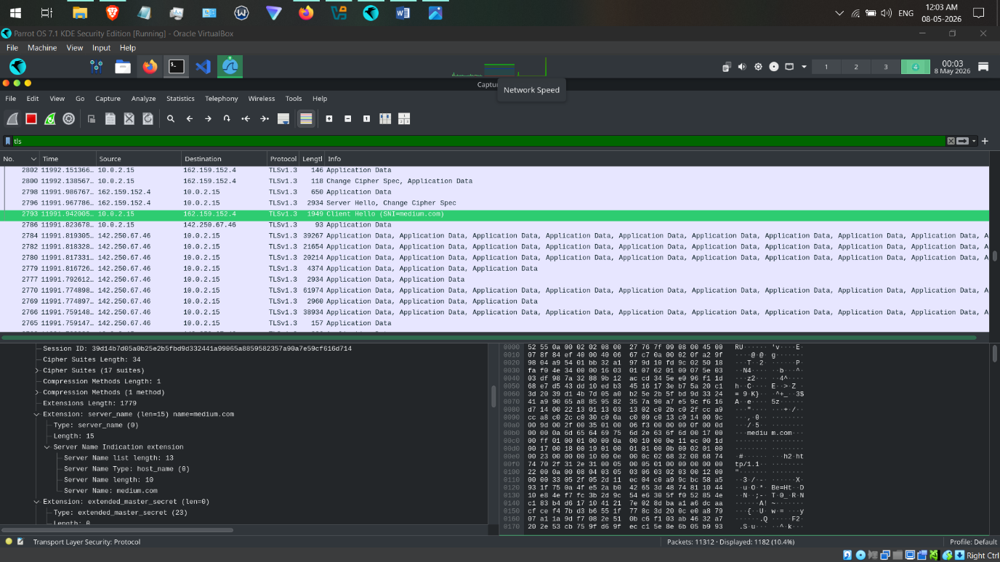 ENG
12:03 AM
08-05-2026
Parrot OS 7.1 KDE Security Edition [Running] - Oracle VirtualBox
File Machine View Input Help
1 2 3 4
00:03
8 May 2026
Captu
Network Speed
File Edit View Go Capture Analyze Statistics Telephony Wireless Tools Help
tls
No. Time Source Destination Protocol Lengtl Info
2802 11992.151366… 10.0.2.15 162.159.152.4 TLSv1.3 146 Application Data
2800 11992.138567… 10.0.2.15 162.159.152.4 TLSv1.3 118 Change Cipher Spec, Application Data
2798 11991.986767… 162.159.152.4 10.0.2.15 TLSv1.3 650 Application Data
2796 11991.967786… 162.159.152.4 10.0.2.15 TLSv1.3 2934 Server Hello, Change Cipher Spec
2793 11991.942005… 10.0.2.15 162.159.152.4 TLSv1.3 1949 Client Hello (SNI=medium.com)
2786 11991.823678… 10.0.2.15 142.250.67.46 TLSv1.3 93 Application Data
2784 11991.819305… 142.250.67.46 10.0.2.15 TLSv1.3 39267 Application Data, Application Data, Application Data, Application Data, Application Data, Application Data, Application Data, Application Data, Application Data, A
2782 11991.818328… 142.250.67.46 10.0.2.15 TLSv1.3 21654 Application Data, Application Data, Application Data, Application Data, Application Data, Application Data, Application Data, Application Data, Application Data, A
2780 11991.817331… 142.250.67.46 10.0.2.15 TLSv1.3 20214 Application Data, Application Data, Application Data, Application Data, Application Data, Application Data, Application Data, Application Data, Application Data, A
2779 11991.816726… 142.250.67.46 10.0.2.15 TLSv1.3 4374 Application Data, Application Data, Application Data
2777 11991.792612… 142.250.67.46 10.0.2.15 TLSv1.3 2934 Application Data, Application Data
2770 11991.774898… 142.250.67.46 10.0.2.15 TLSv1.3 61974 Application Data, Application Data, Application Data, Application Data, Application Data, Application Data, Application Data, Application Data, Application Data, A
2769 11991.774897… 142.250.67.46 10.0.2.15 TLSv1.3 2960 Application Data, Application Data, Application Data
2766 11991.759148… 142.250.67.46 10.0.2.15 TLSv1.3 38934 Application Data, Application Data, Application Data, Application Data, Application Data, Application Data, Application Data, Application Data, Application Data, A
2765 11991.759147… 142.250.67.46 10.0.2.15 TLSv1.3 157 Application Data
Session ID: 39d14b7d05a0b25e2b5fbd9d332441a99065a8859582357a90a7e59cf616d714
Cipher Suites Length: 34
Cipher Suites (17 suites)
Compression Methods Length: 1
Compression Methods (1 method)
Extensions Length: 1779
Extension: server_name (len=15) name=medium.com
Type: server_name (0)
Length: 15
Server Name Indication extension
Server Name list length: 13
Server Name Type: host_name (0)
Server Name length: 10
Server Name: medium.com
Extension: extended_master_secret (len=0)
Type: extended_master_secret (23)
Length: 0
0000 52 55 0a 00 02 02 08 00 27 76 7f 09 08 00 45 00
0010 07 8f 84 ef 40 00 40 06 67 c7 0a 00 02 0f a2 9f
0020 98 04 a9 54 01 bb 32 a1 97 9d 10 fd 9c 02 50 18
0030 fa f0 4e 34 00 00 16 03 01 07 62 01 00 07 5e 03
0040 03 df 98 7a 32 88 9b 12 ac cd 34 5e e0 96 f1 1d
0050 68 e7 d5 43 dd 10 ed b3 45 16 17 3e b7 5a 20 c1
0060 3d 20 39 d1 4b 7d 05 a0 b2 5e 2b 5f bd 9d 33 24
0070 41 a9 90 65 a8 85 95 82 35 7a 90 a7 e5 9c f6 16
0080 d7 14 00 22 13 01 13 03 13 02 c0 2b c0 2f cc a9
0090 cc a8 c0 2c c0 30 c0 0a c0 09 c0 13 c0 14 00 9c
00a0 00 9d 00 2f 00 35 01 00 06 f3 00 00 00 0f 00 0d
00b0 00 00 0a 6d 65 64 69 75 6d 2e 63 6f 6d 00 17 00 medium.com
00c0 00 ff 01 00 01 00 00 0a 00 10 00 0e 11 ec 00 1d
00d0 00 17 00 18 00 19 01 00 01 01 00 0b 00 02 01 00
00e0 00 23 00 00 00 10 00 0e 00 0c 02 68 32 08 68 74
00f0 74 70 2f 31 2e 31 00 05 00 05 01 00 00 00 00 00 tp/1.1
0100 22 00 0a 00 08 04 03 05 03 06 03 02 03 00 12 00
0110 00 00 33 05 2f 05 2d 11 ec 04 c0 a9 9c bc 58 a5
0120 93 1f 75 0a 4f e5 2a b0 42 65 3d 48 74 81 10 44
0130 10 e8 4e f7 fc 3b 2d 9c 54 e6 30 5f f0 52 85 4e
0140 c1 83 b4 d6 17 10 41 21 7e 02 8d ba a1 a6 dc aa
0150 cf ce f4 7b d3 b6 55 1f 77 8c 3d 20 0c e0 a8 79
0160 07 a1 1a 9d f7 08 2e 51 0b c6 f1 03 ab 46 32 a7
0170 20 2e 53 cb 75 9f d6 9f ec c1 5e 8e 6b 05 b9 93
Transport Layer Security: Protocol
Packets: 11312 · Displayed: 1182 (10.4%)
Profile: Default
Right Ctrl